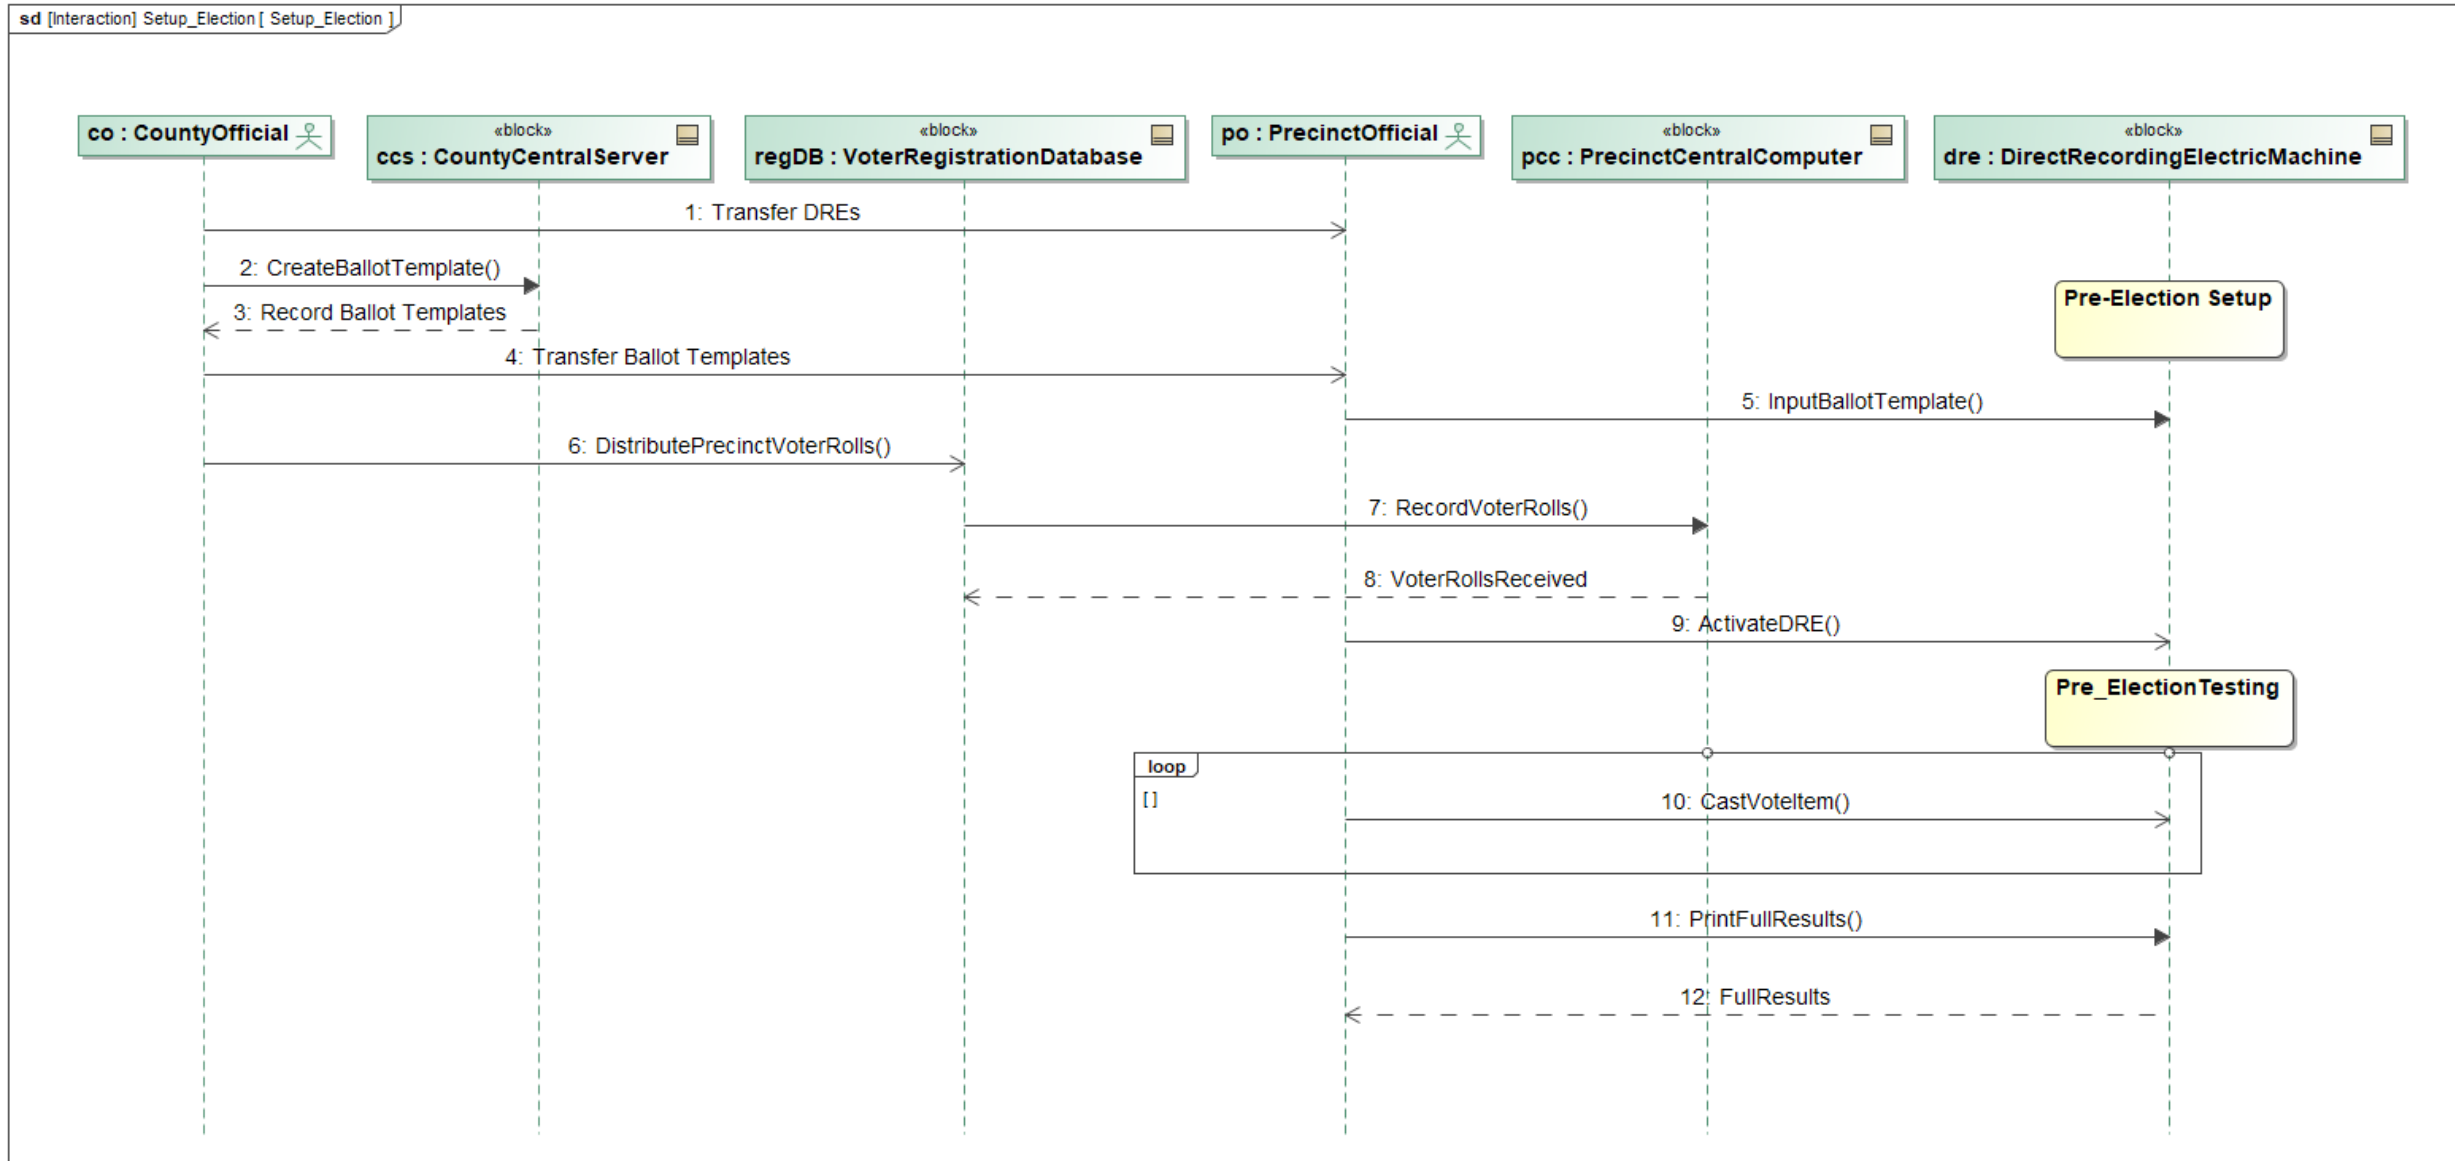 sd [Interaction] Setup_Election [ Setup_Election ]
co : CountyOfficial
«block»
ccs : CountyCentralServer
«block»
regDB : VoterRegistrationDatabase
po : PrecinctOfficial
«block»
pcc : PrecinctCentralComputer
«block»
dre : DirectRecordingElectricMachine
1: Transfer DREs
2: CreateBallotTemplate()
Pre-Election Setup
3: Record Ballot Templates
4: Transfer Ballot Templates
5: InputBallotTemplate()
6: DistributePrecinctVoterRolls()
7: RecordVoterRolls()
8: VoterRollsReceived
9: ActivateDRE()
Pre_ElectionTesting
loop
[ ]
10: CastVoteItem()
11: PrintFullResults()
12: FullResults